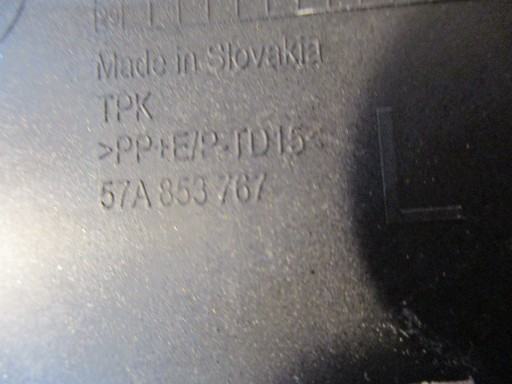 Made in Slovakia
TPK
>PP+E/P-TD15<
57A 853 767
L